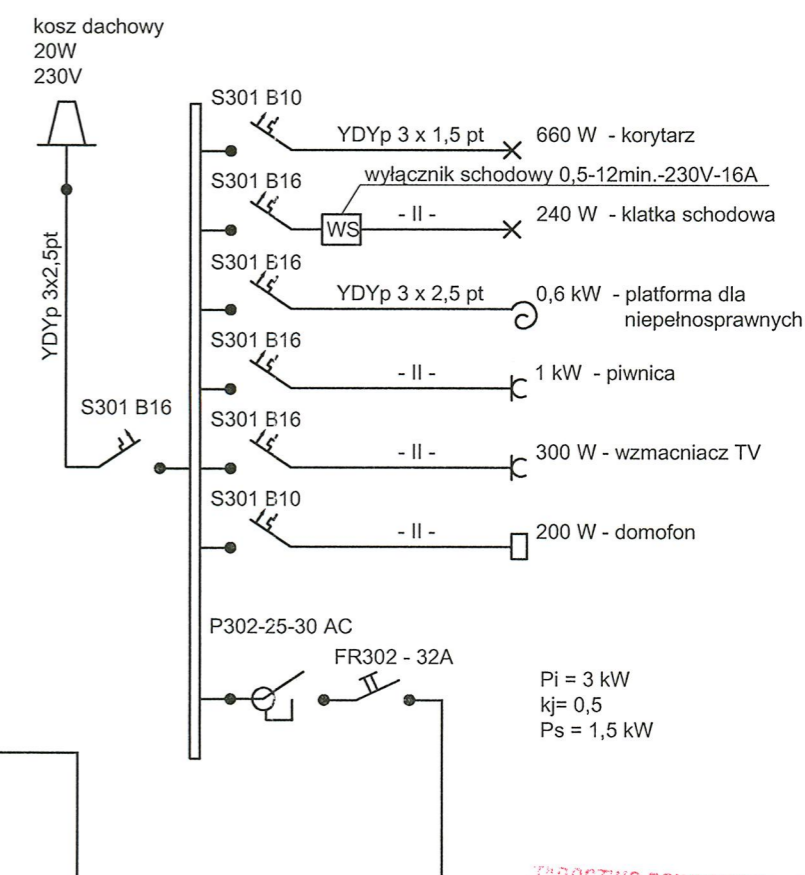 kosz dachowy
20W
230V
S301 B10
YDYp 3 x 1,5 pt
660 W - korytarz
S301 B16
wyłącznik schodowy 0,5-12min.-230V-16A
WS
- II -
240 W - klatka schodowa
S301 B16
YDYp 3 x 2,5 pt
0,6 kW - platforma dla
niepełnosprawnych
S301 B16
- II -
1 kW - piwnica
S301 B16
- II -
300 W - wzmacniacz TV
S301 B10
- II -
200 W - domofon
YDYp 3x2,5pt
S301 B16
P302-25-30 AC
FR302 - 32A
Pi = 3 kW
kj= 0,5
Ps = 1,5 kW